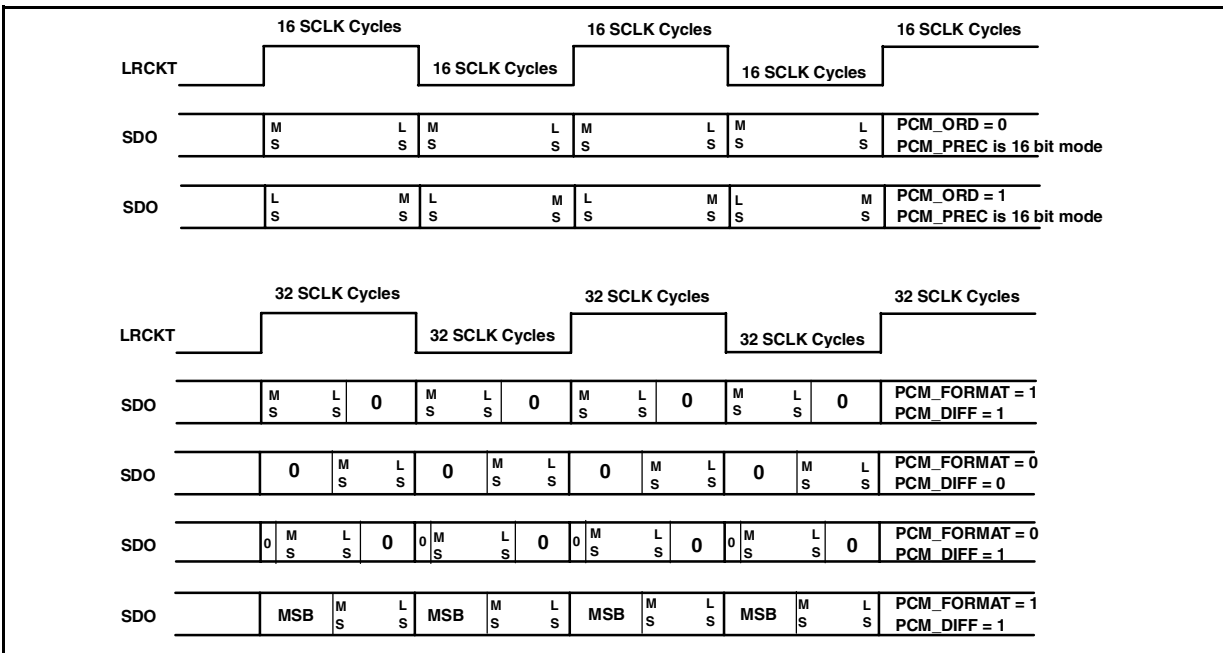 16 SCLK Cycles 16 SCLK Cycles 16 SCLK Cycles
LRCKT 16 SCLK Cycles 16 SCLK Cycles
SDO M L M L M L M L PCM_ORD = 0
S S S S S S S S PCM_PREC is 16 bit mode
SDO L M L M L M L M PCM_ORD = 1
S S S S S S S S PCM_PREC is 16 bit mode
32 SCLK Cycles 32 SCLK Cycles 32 SCLK Cycles
LRCKT 32 SCLK Cycles 32 SCLK Cycles
SDO M L 0 M L 0 M L 0 M L 0 PCM_FORMAT = 1
S S S S S S S S PCM_DIFF = 1
SDO 0 M L 0 M L 0 M L 0 M L PCM_FORMAT = 0
S S S S S S S S PCM_DIFF = 0
SDO 0 M L 0 0 M L 0 0 M L 0 0 M L 0 PCM_FORMAT = 0
S S S S S S S S PCM_DIFF = 1
SDO MSB M L MSB M L MSB M L MSB M L PCM_FORMAT = 1
S S S S S S S S PCM_DIFF = 1